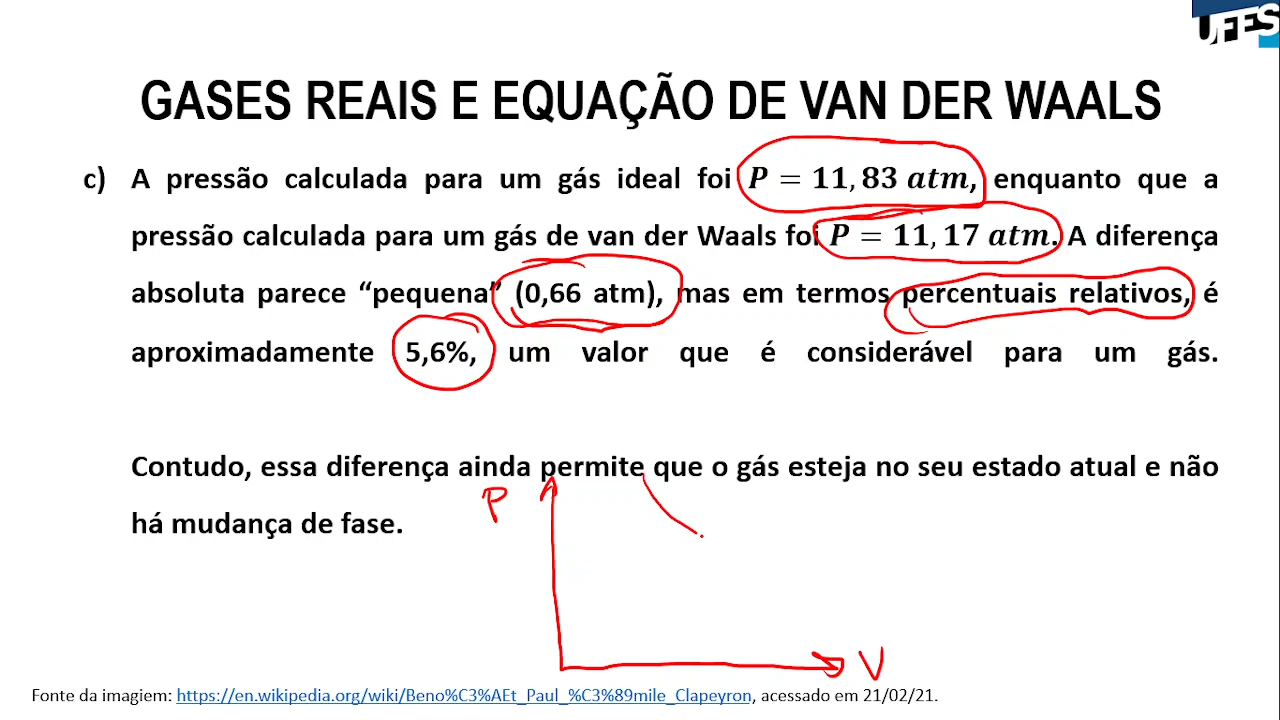 UFES
GASES REAIS E EQUAÇÃO DE VAN DER WAALS
c) A pressão calculada para um gás ideal foi P = 11,83 atm, enquanto que a
pressão calculada para um gás de van der Waals foi P = 11,17 atm. A diferença
absoluta parece “pequena” (0,66 atm), mas em termos percentuais relativos, é
aproximadamente 5,6%, um valor que é considerável para um gás.
Contudo, essa diferença ainda permite que o gás esteja no seu estado atual e não
há mudança de fase.
P
V
Fonte da imagiem: https://en.wikipedia.org/wiki/Beno%C3%AEt_Paul_%C3%89mile_Clapeyron, acessado em 21/02/21.